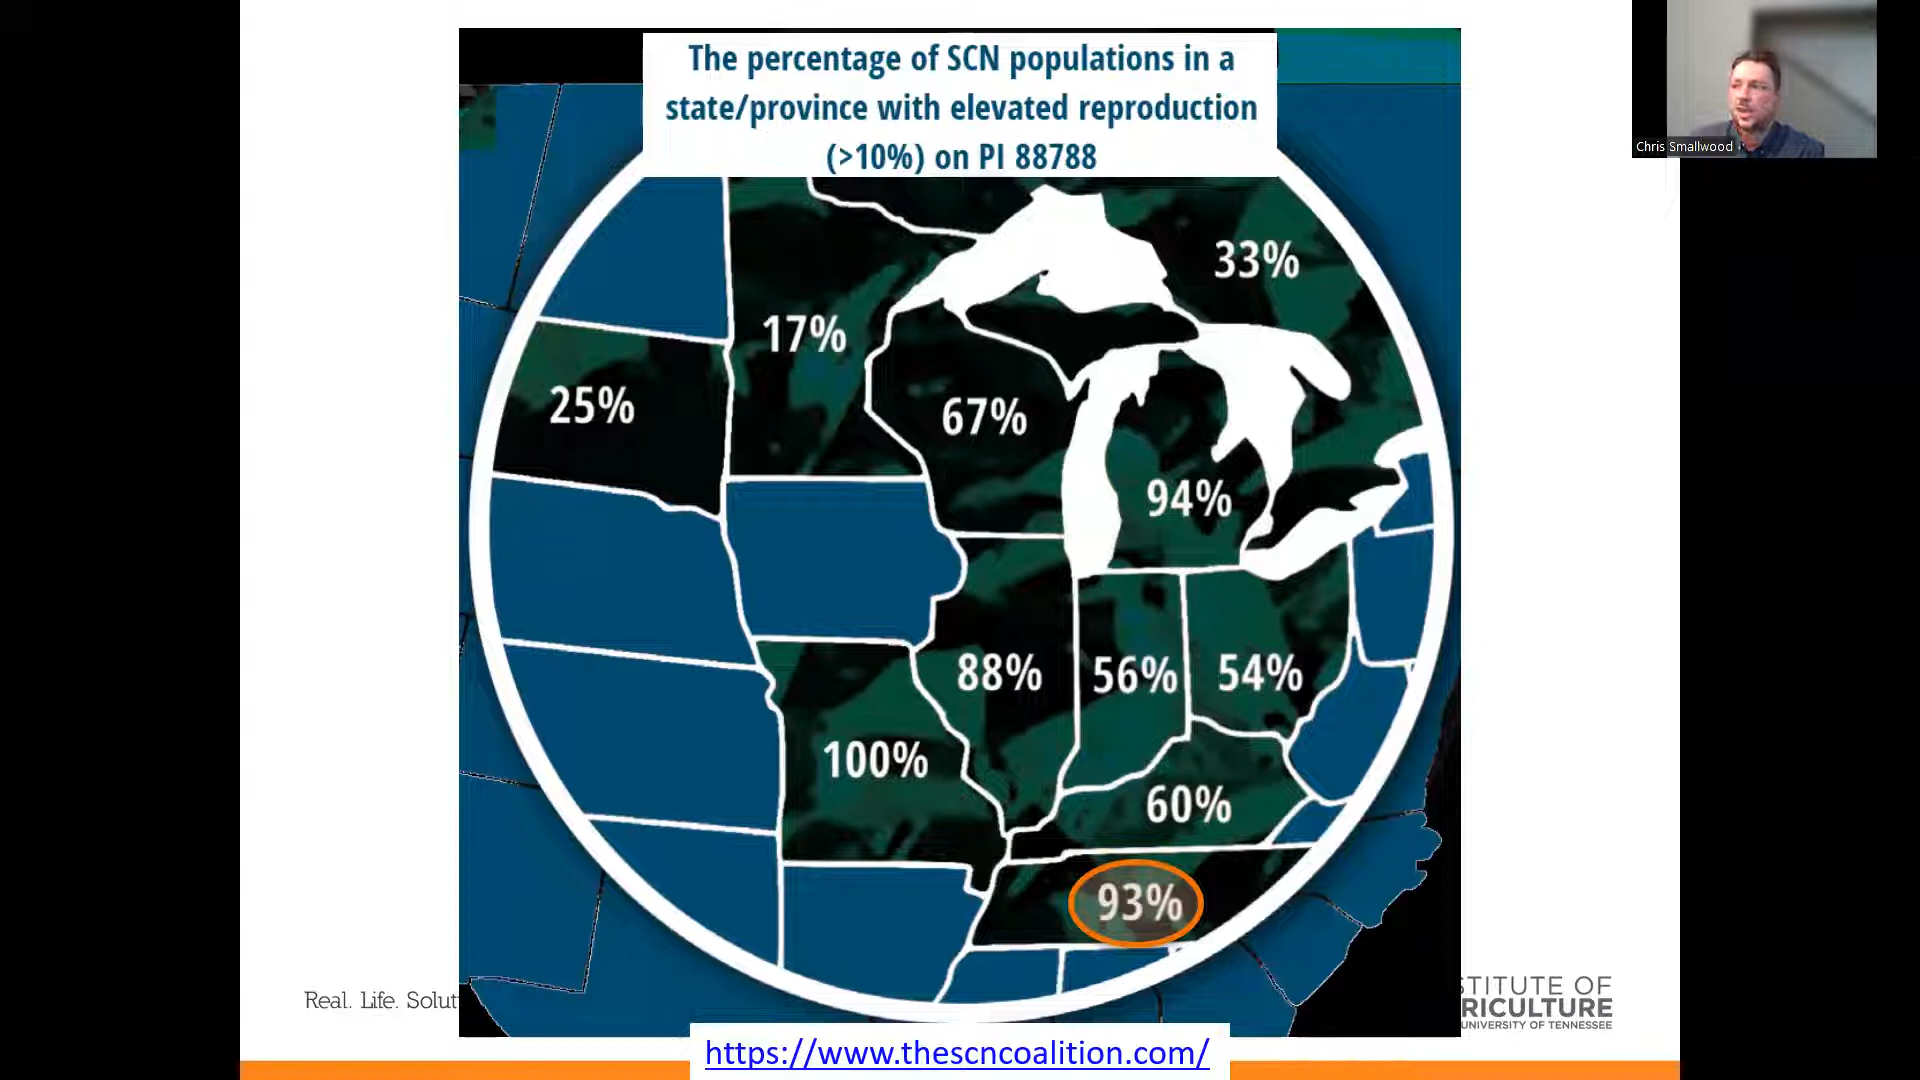 The percentage of SCN populations in a
state/province with elevated reproduction
(>10%) on PI 88788
Chris Smallwood
33%
17%
25%
67%
94%
88%
56%
54%
100%
60%
93%
Real. Life. Solut
STITUTE OF
RICULTURE
UNIVERSITY OF TENNESSEE
https://www.thescncoalition.com/